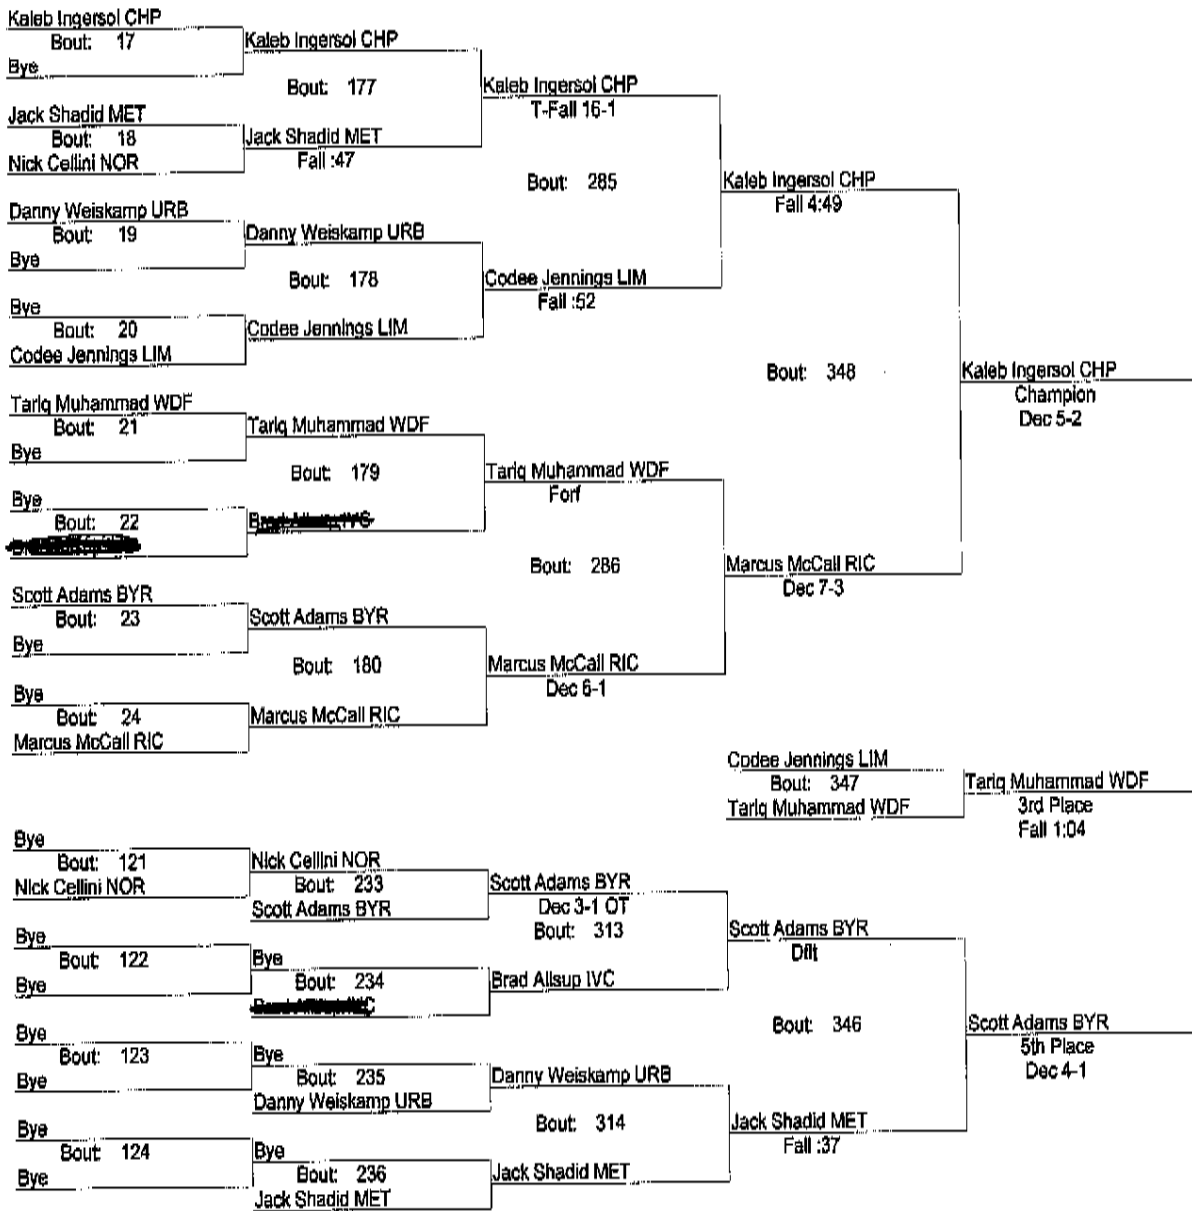 Kaleb Ingersol CHP
Bout: 17
Bye
Kaleb Ingersol CHP
Bout: 177
Jack Shadid MET
Bout: 18
Nick Cellini NOR
Jack Shadid MET
Fall :47
Kaleb Ingersol CHP
T-Fall 16-1
Bout: 285
Danny Weiskamp URB
Bout: 19
Bye
Danny Weiskamp URB
Bout: 178
Bye
Bout: 20
Codee Jennings LIM
Codee Jennings LIM
Codee Jennings LIM
Fall :52
Kaleb Ingersol CHP
Fall 4:49
Bout: 348
Tariq Muhammad WDF
Bout: 21
Bye
Tariq Muhammad WDF
Bout: 179
Bye
Bout: 22
Tariq Muhammad WDF
Forf
Bout: 286
Scott Adams BYR
Bout: 23
Bye
Scott Adams BYR
Bout: 180
Bye
Bout: 24
Marcus McCall RIC
Marcus McCall RIC
Marcus McCall RIC
Dec 6-1
Marcus McCall RIC
Dec 7-3
Kaleb Ingersol CHP
Champion
Dec 5-2
Codee Jennings LIM
Bout: 347
Tariq Muhammad WDF
Tariq Muhammad WDF
3rd Place
Fall 1:04
Bye
Bout: 121
Nick Cellini NOR
Nick Cellini NOR
Bout: 233
Scott Adams BYR
Scott Adams BYR
Dec 3-1 OT
Bout: 313
Bye
Bout: 122
Bye
Bye
Bout: 234
Brad Allsup IVC
Scott Adams BYR
Dflt
Bout: 346
Bye
Bout: 123
Bye
Bye
Bout: 235
Danny Weiskamp URB
Danny Weiskamp URB
Bout: 314
Bye
Bout: 124
Bye
Bye
Bout: 236
Jack Shadid MET
Jack Shadid MET
Jack Shadid MET
Fall :37
Scott Adams BYR
5th Place
Dec 4-1